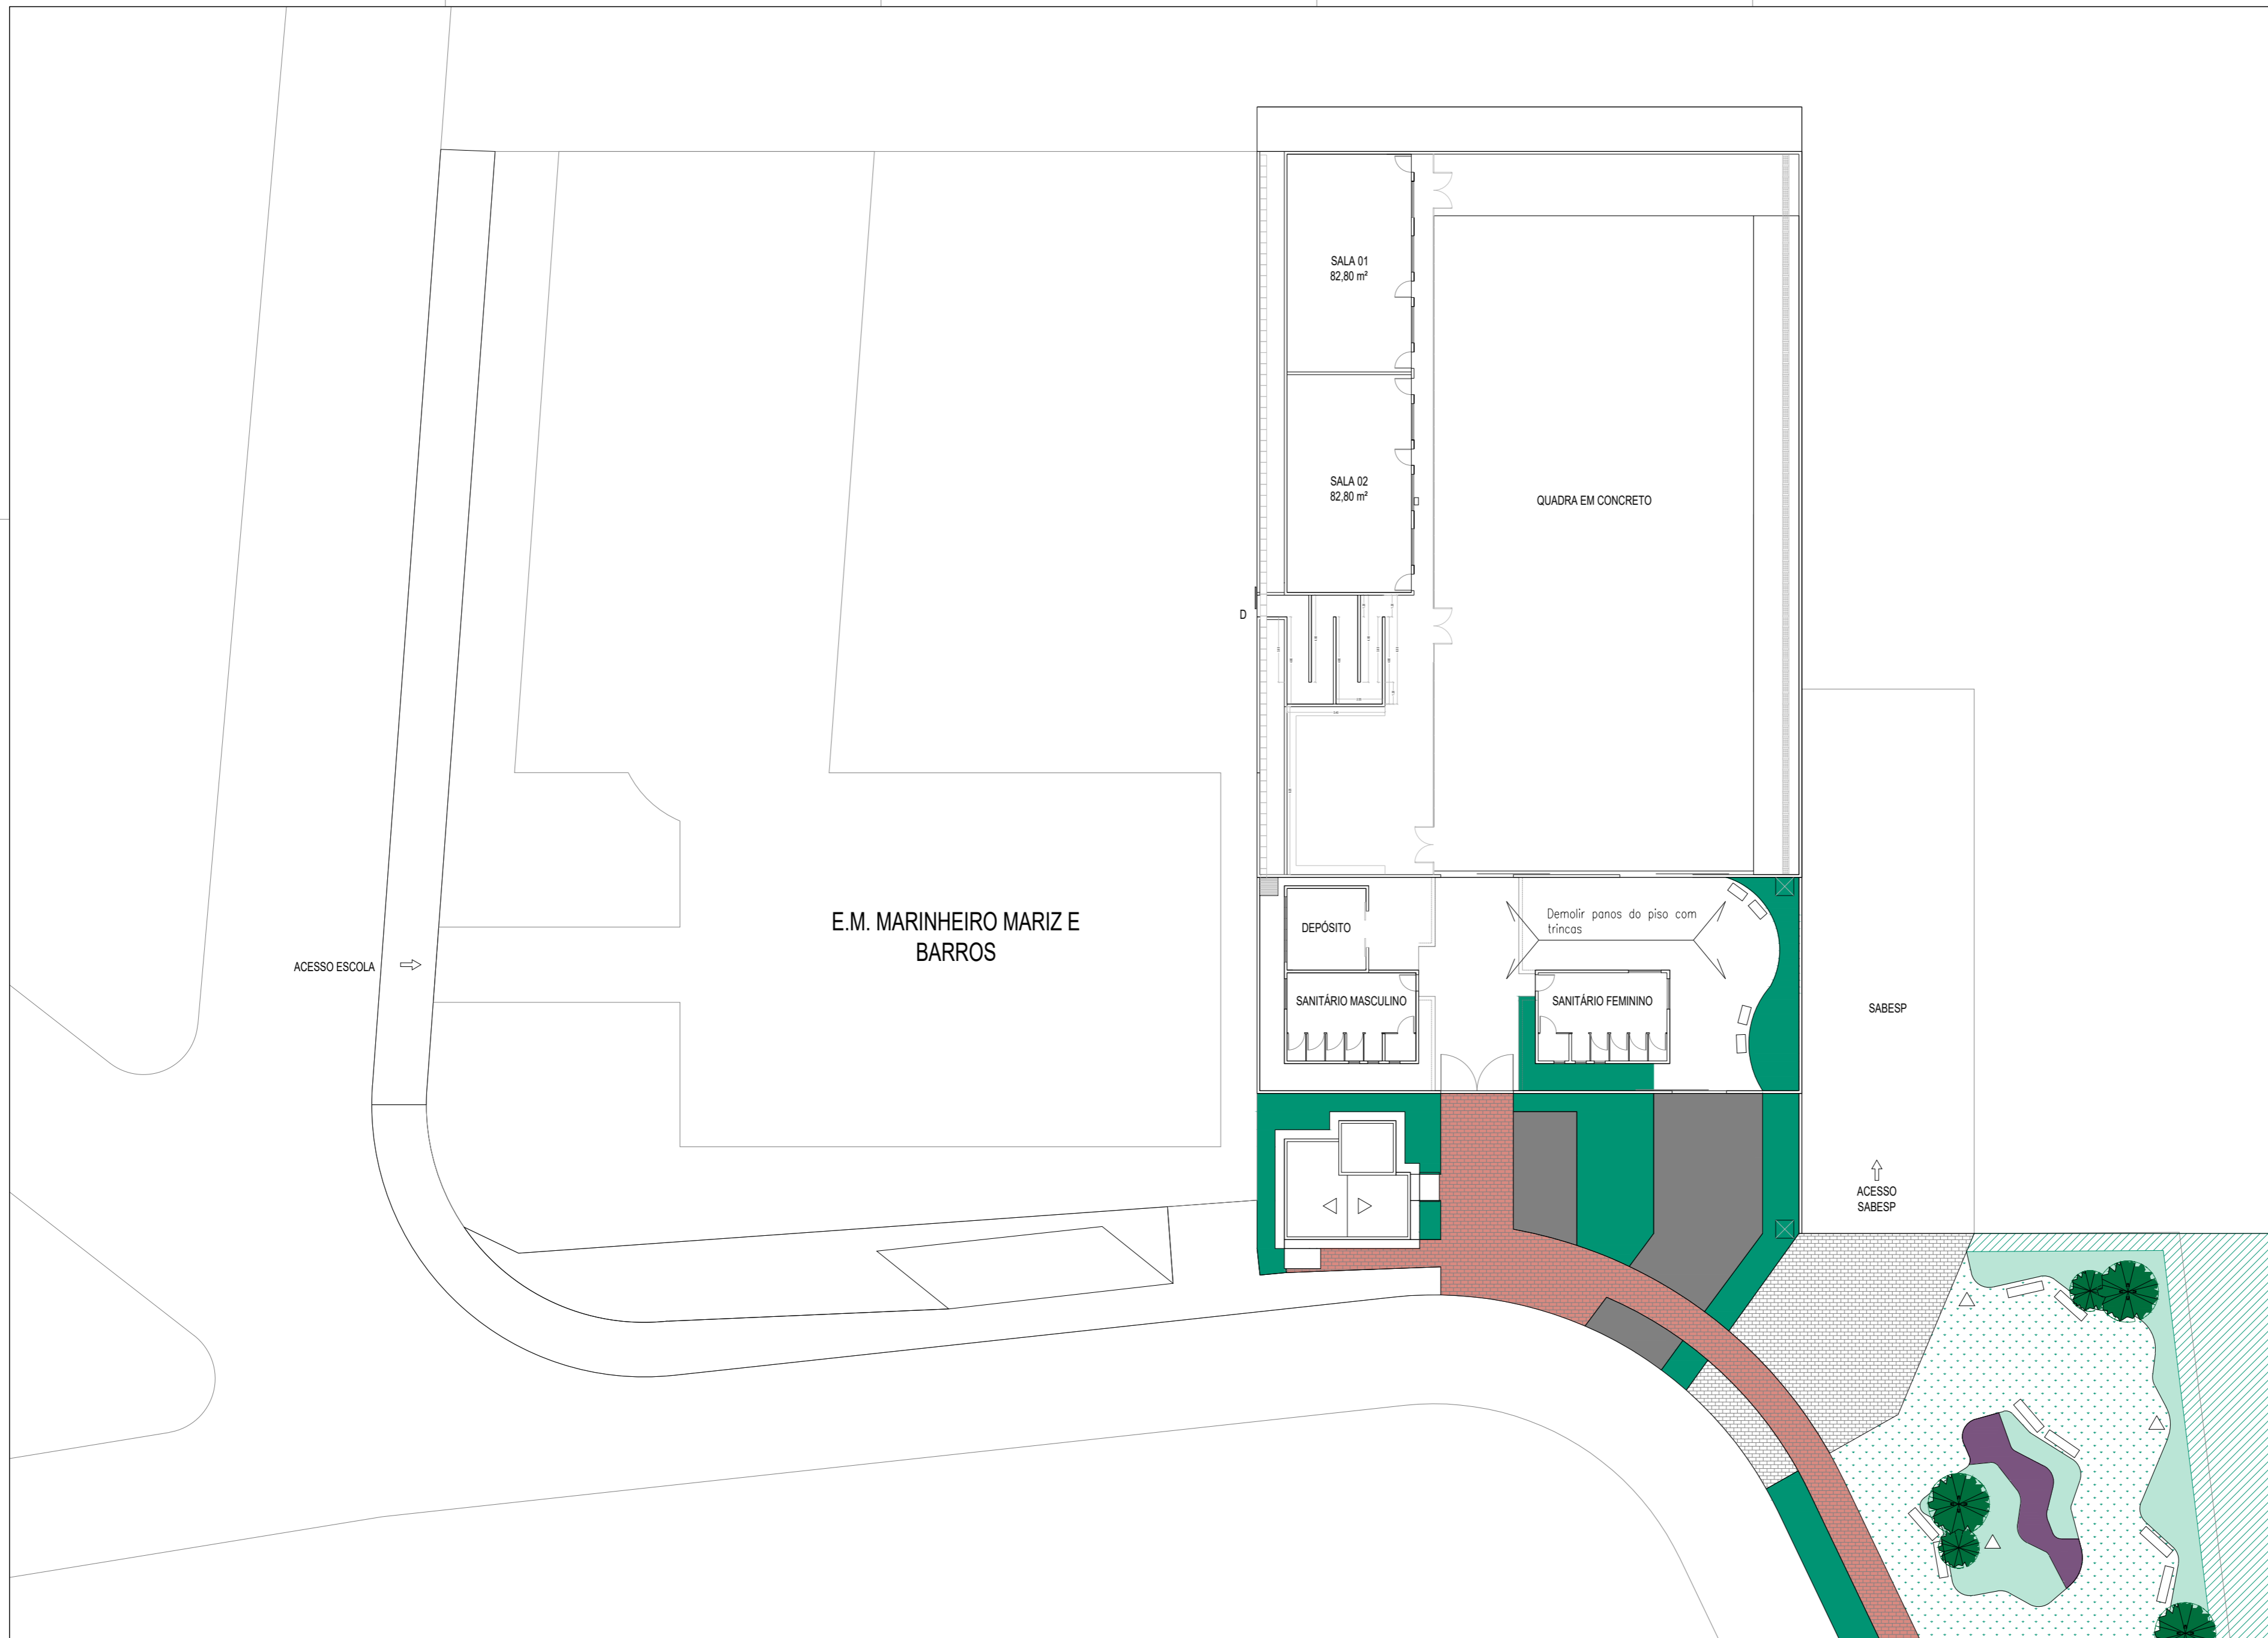 SALA 01
82,80 m²
SALA 02
82,80 m²
QUADRA EM CONCRETO
D
E.M. MARINHEIRO MARIZ E
BARROS
ACESSO ESCOLA
DEPÓSITO
Demolir panos do piso com
trincas
SANITÁRIO MASCULINO
SANITÁRIO FEMININO
SABESP
ACESSO
SABESP